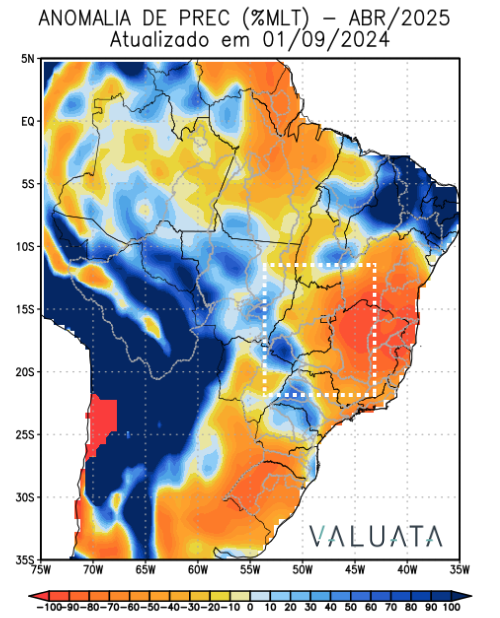 ANOMALIA DE PREC (%MLT) – ABR/2025
Atualizado em 01/09/2024
5N
EQ
5S
10S
15S
20S
25S
30S
35S
VALUATA
75W 70W 65W 60W 55W 50W 45W 40W 35W
-100-90-80-70-60-50-40-30-20-10 0 10 20 30 40 50 60 70 80 90 100